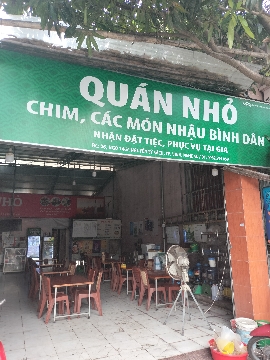 QUÁN NHỎ
CHIM, CÁC MÓN NHẬU BÌNH DÂN
NHẬN ĐẶT TIỆC, PHỤC VỤ TẠI GIA
NHỎ